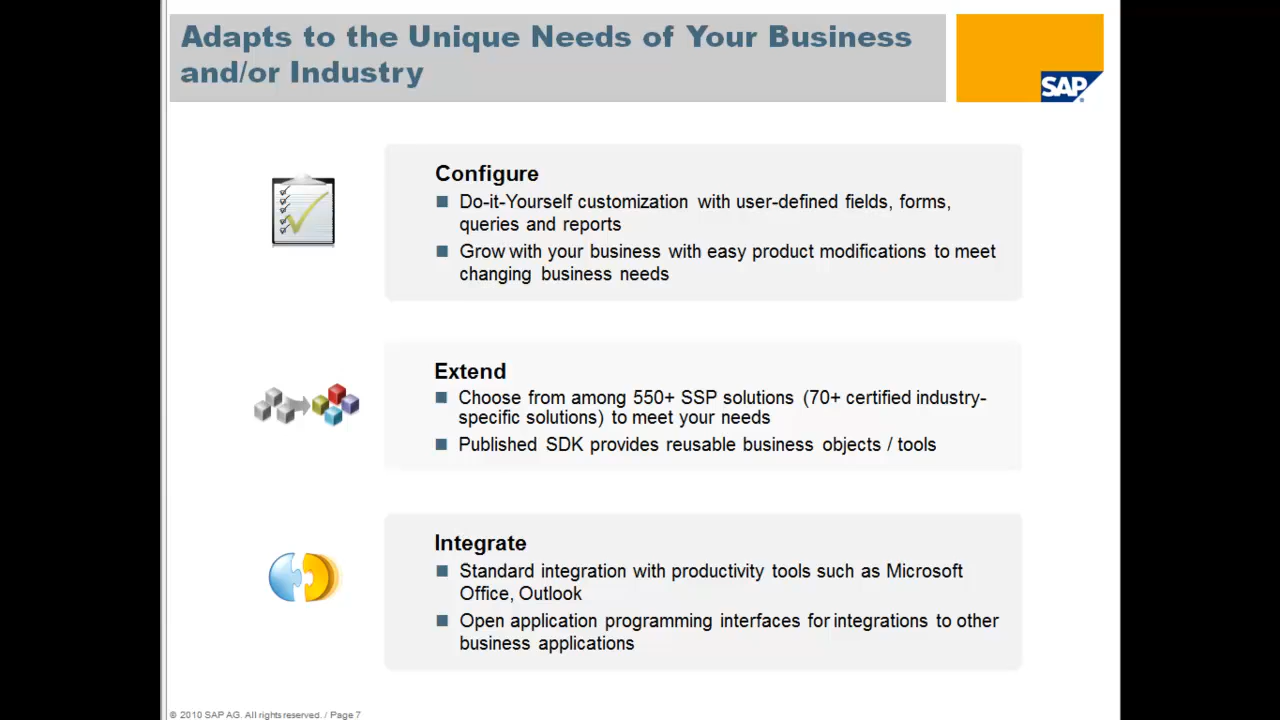 Adapts to the Unique Needs of Your Business
and/or Industry
SAP
Configure
■ Do-it-Yourself customization with user-defined fields, forms,
queries and reports
■ Grow with your business with easy product modifications to meet
changing business needs
Extend
■ Choose from among 550+ SSP solutions (70+ certified industry-
specific solutions) to meet your needs
■ Published SDK provides reusable business objects / tools
Integrate
■ Standard integration with productivity tools such as Microsoft
Office, Outlook
■ Open application programming interfaces for integrations to other
business applications
© 2010 SAP AG. All rights reserved. / Page 7